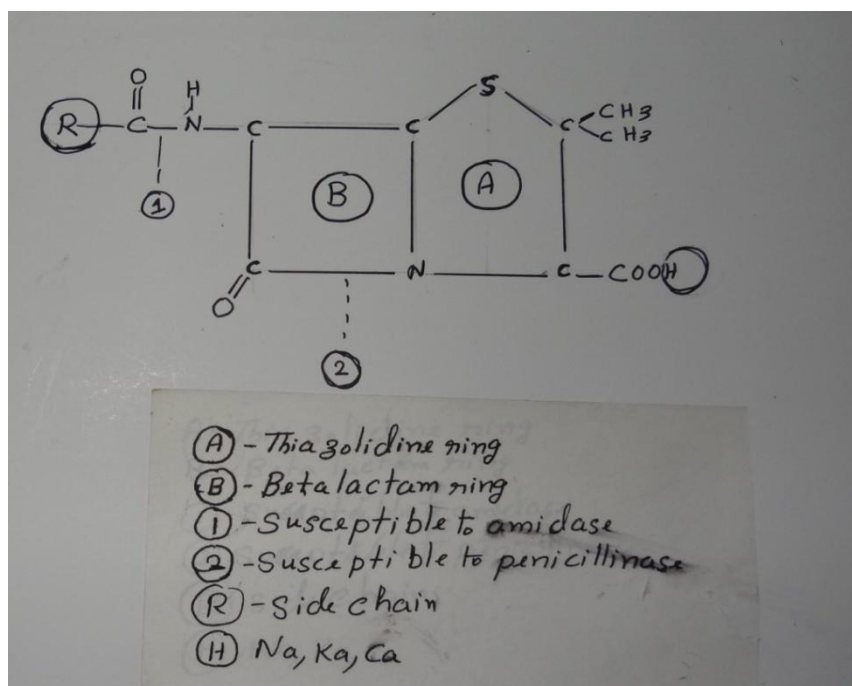 O
H
S
R C N C C C CH3
CH3
1
B
A
C N C COOH
O
2
A - Thiazolidine ring
B - Betalactam ring
1 - Susceptible to amidase
2 - Susceptible to penicillinase
R - Side chain
H Na, Ka, Ca